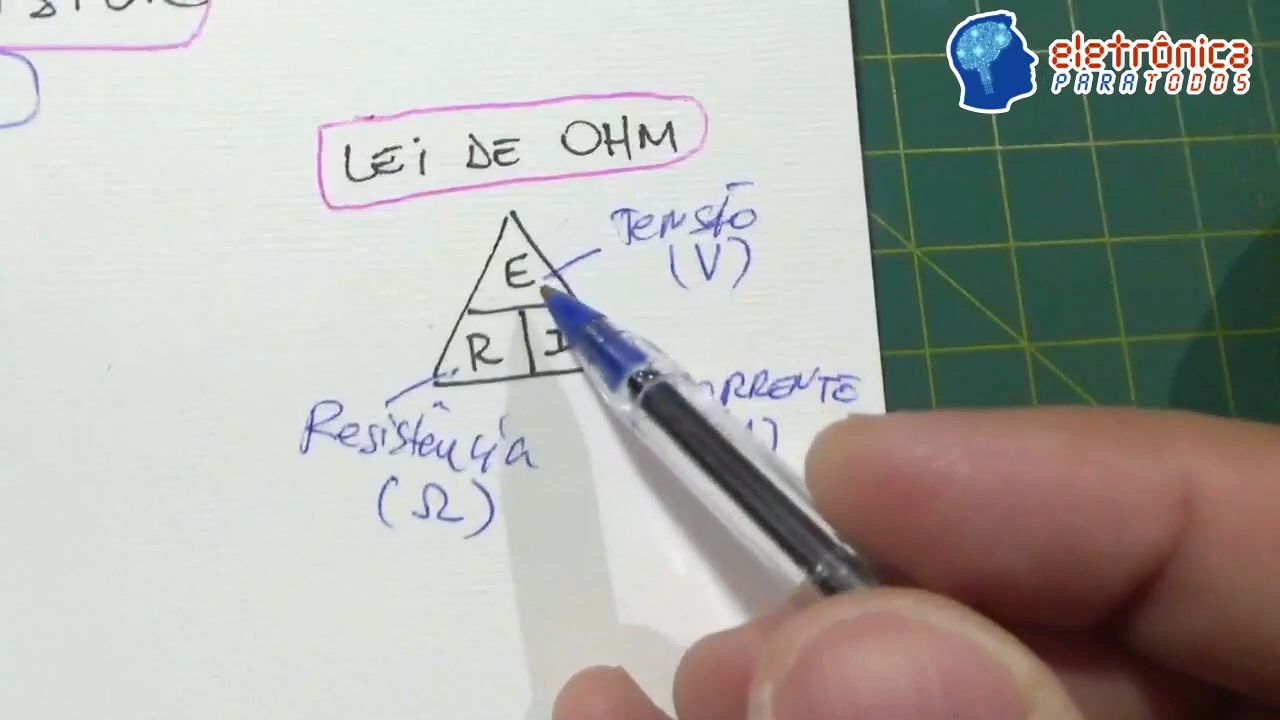 eletrônica
PARATODOS
LEi DE OHM
Tensão
(V)
E
R I
Resistência
(Ω)